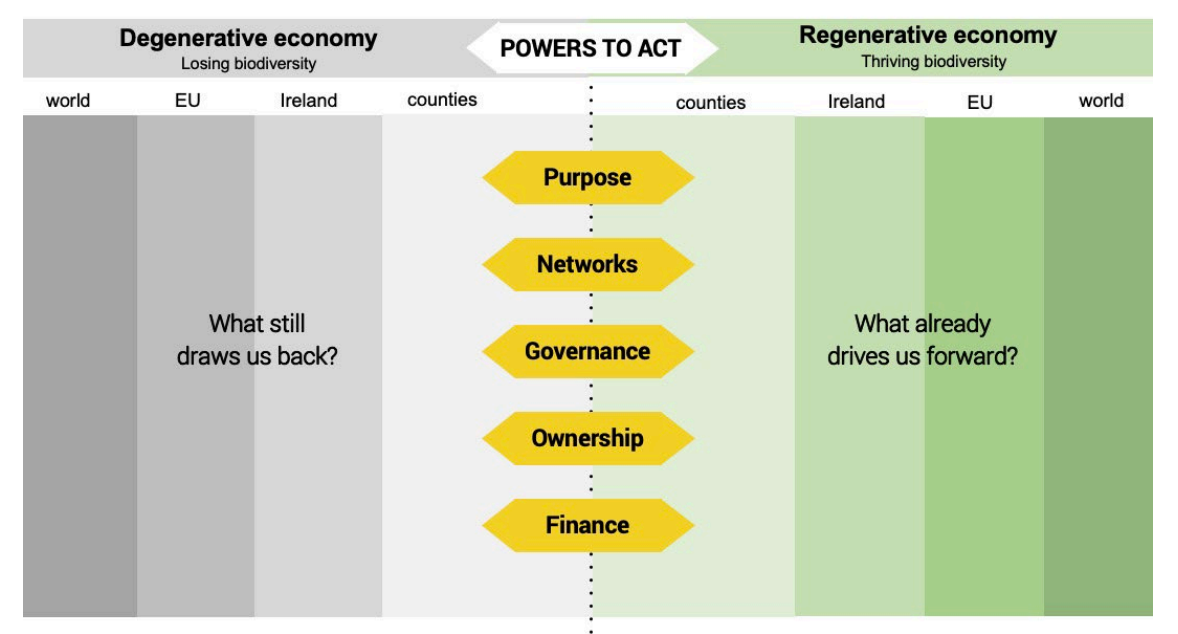 Degenerative economy
Losing biodiversity
POWERS TO ACT
Regenerative economy
Thriving biodiversity
world EU Ireland counties counties Ireland EU world
Purpose
Networks
What still
draws us back?
Governance
What already
drives us forward?
Ownership
Finance